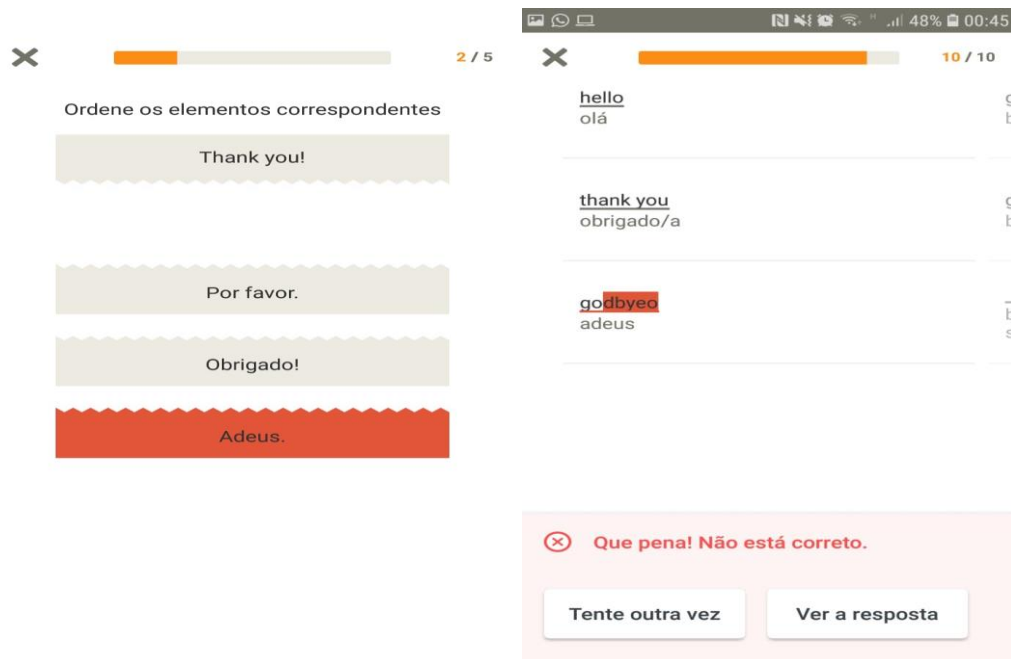 2 / 5
Ordene os elementos correspondentes
Thank you!
Por favor.
Obrigado!
Adeus.
48% 00:45
10 / 10
hello
olá
thank you
obrigado/a
godbyeo
adeus
Que pena! Não está correto.
Tente outra vez
Ver a resposta